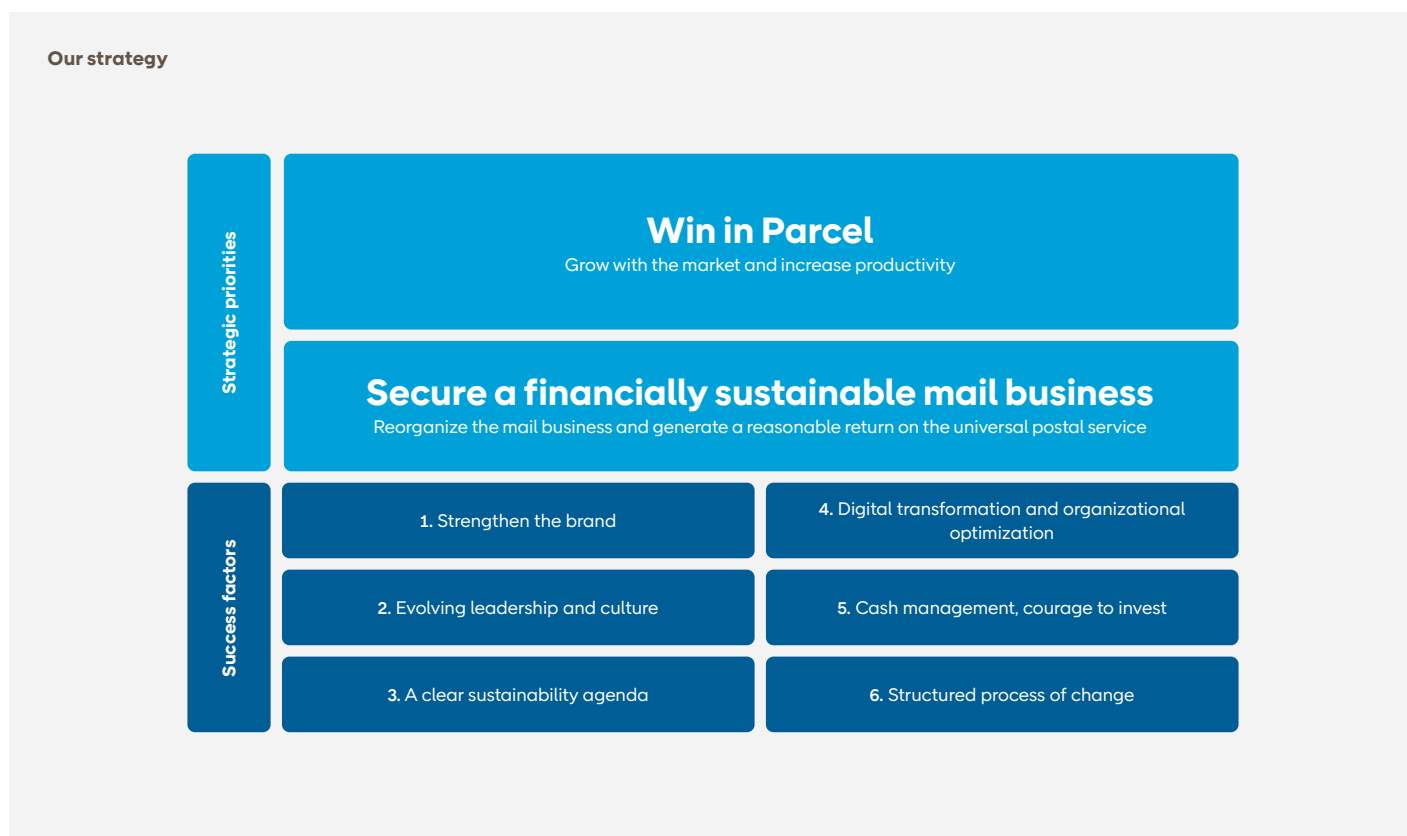 Our strategy
Strategic priorities
Win in Parcel
Grow with the market and increase productivity
Secure a financially sustainable mail business
Reorganize the mail business and generate a reasonable return on the universal postal service
Success factors
1. Strengthen the brand
2. Evolving leadership and culture
3. A clear sustainability agenda
4. Digital transformation and organizational
optimization
5. Cash management, courage to invest
6. Structured process of change